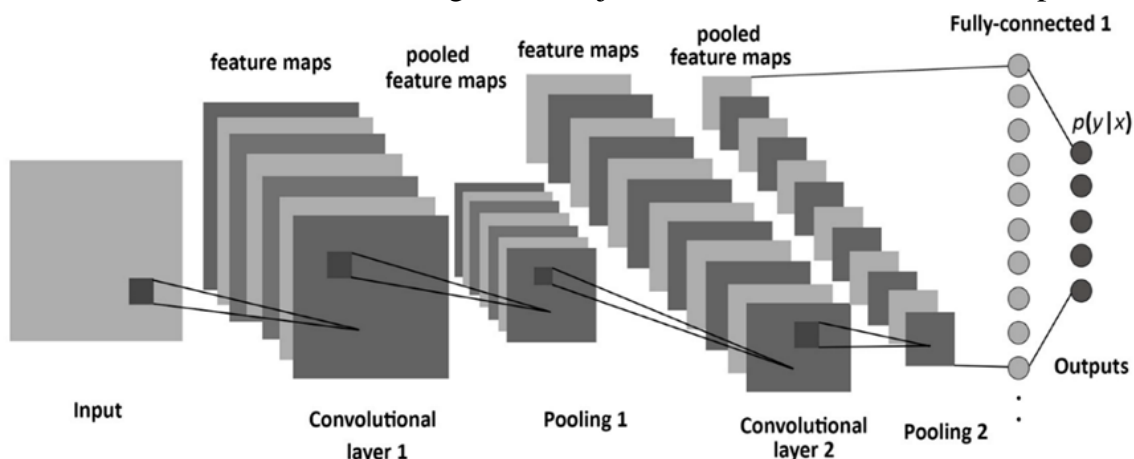 Fully-connected 1
feature maps
pooled
feature maps
feature maps
pooled
feature maps
p(y|x)
Input
Convolutional
layer 1
Pooling 1
Convolutional
layer 2
Pooling 2
Outputs